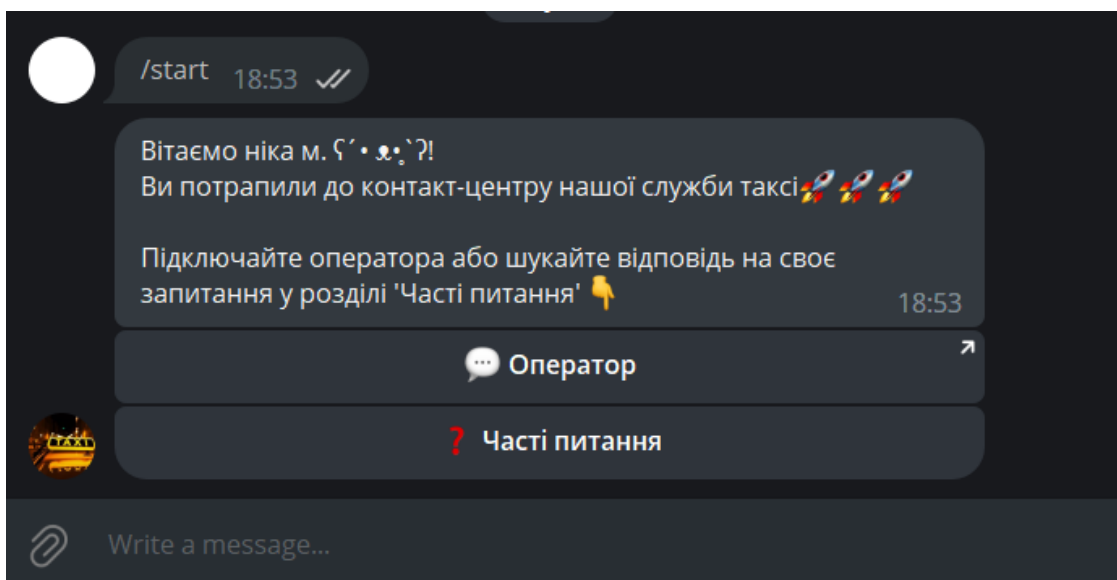 /start 18:53
Вітаємо ніка м. ʕ´• ᴥ•̥`ʔ!
Ви потрапили до контакт-центру нашої служби таксі🚀🚀🚀
Підключайте оператора або шукайте відповідь на своє
запитання у розділі 'Часті питання' 👇
18:53
💬 Оператор
❓ Часті питання
TAXI
Write a message...